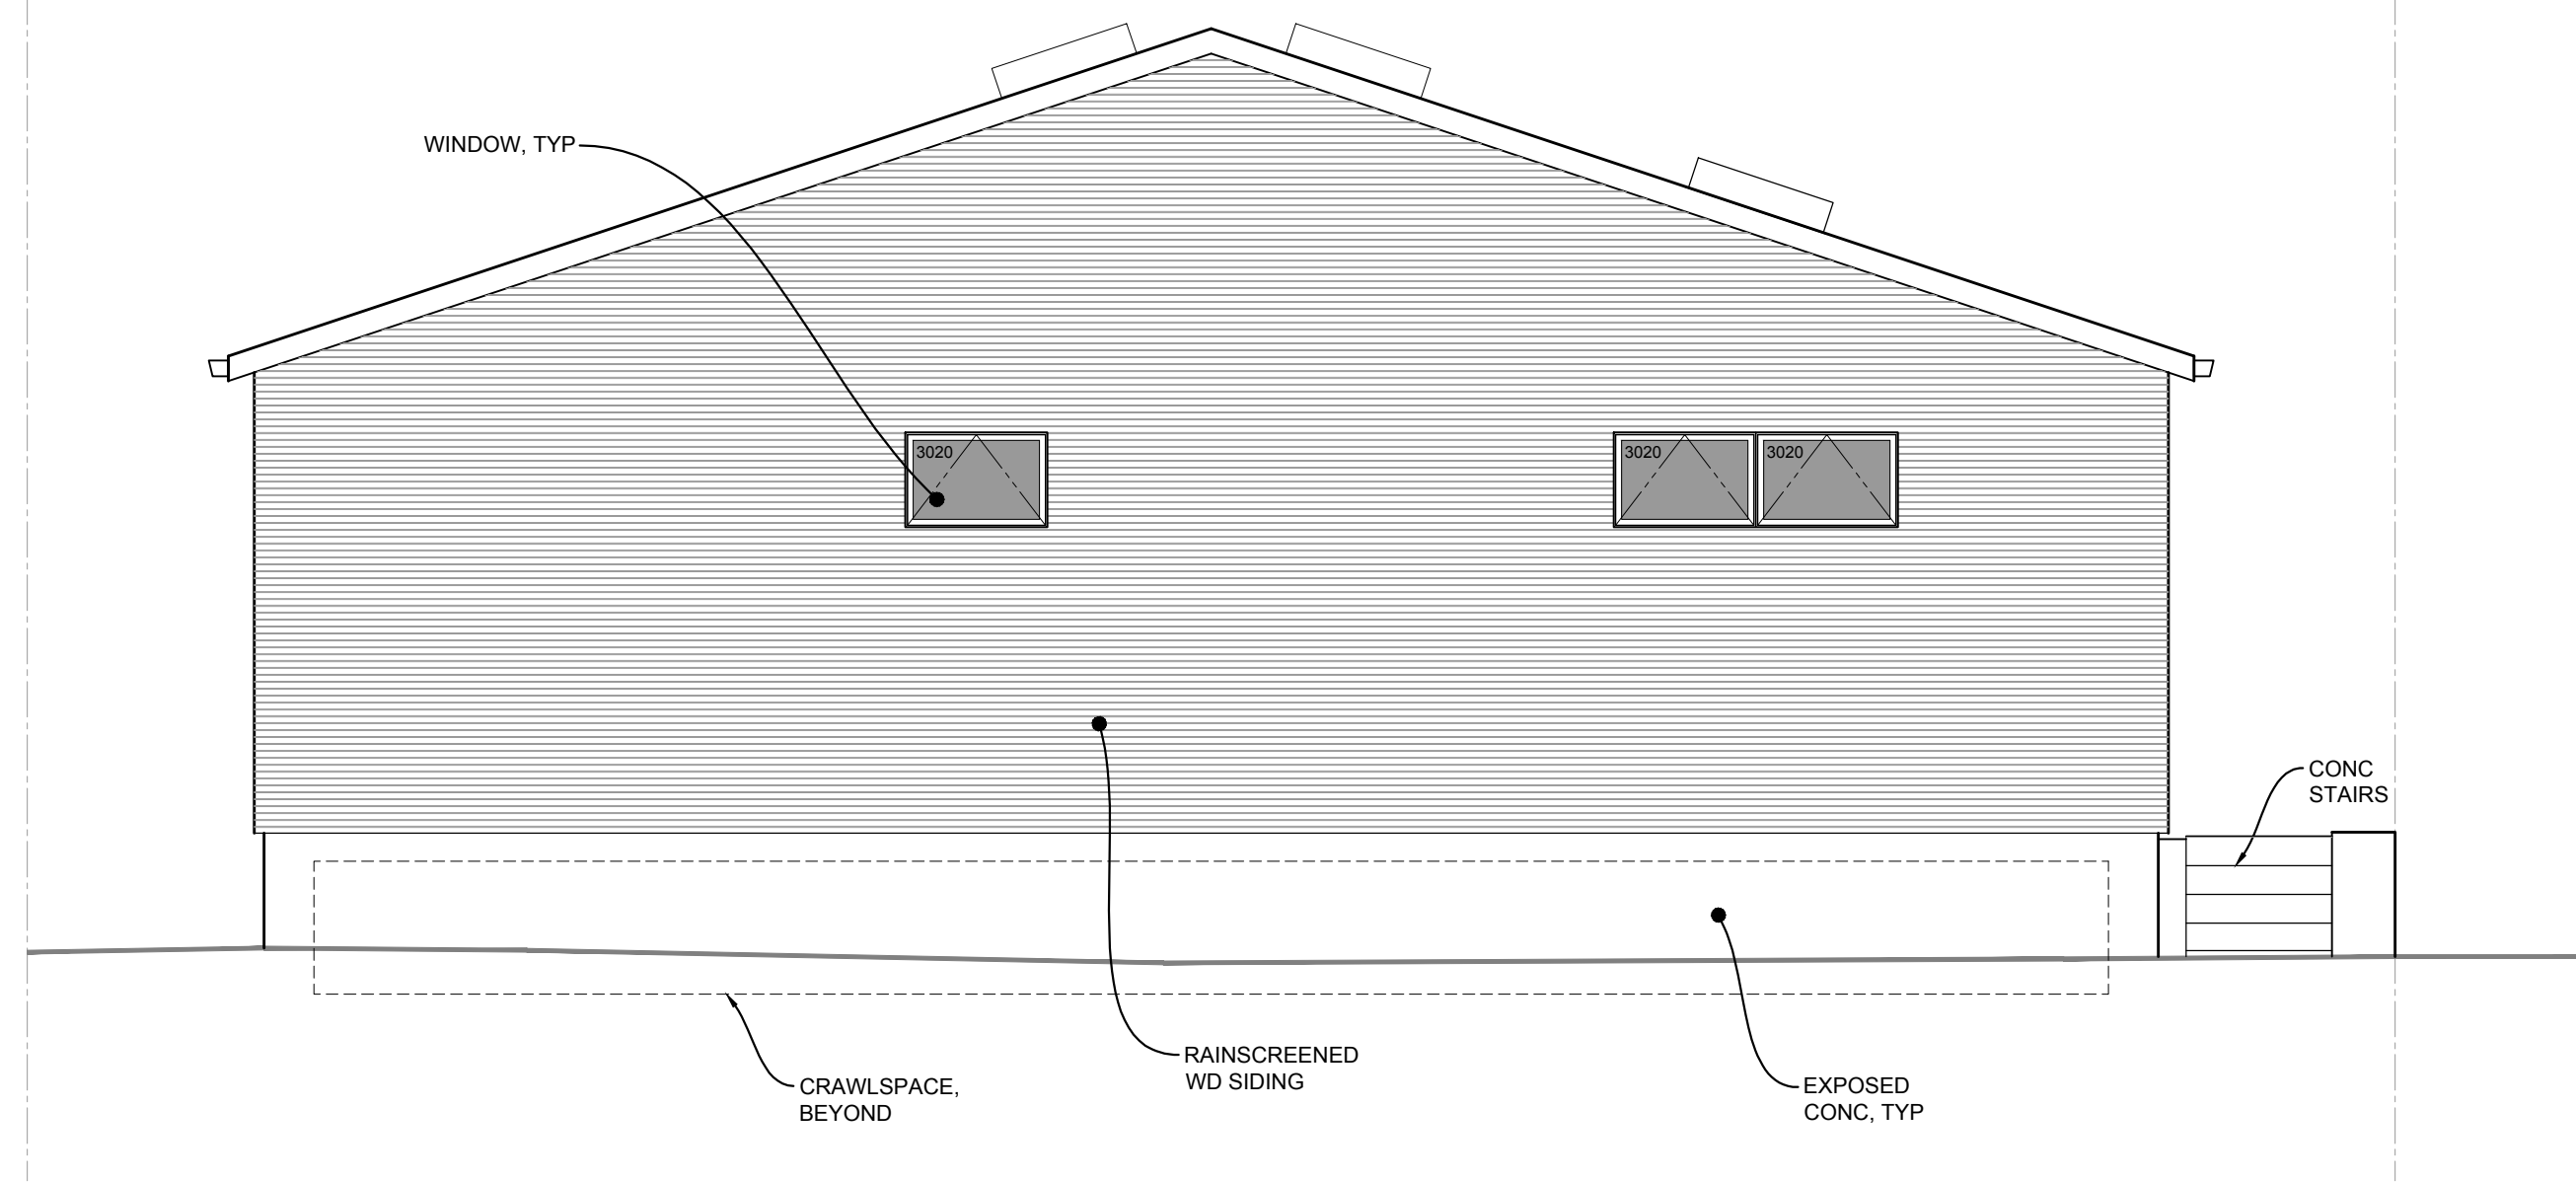 WINDOW, TYP
3020
3020
3020
CONC
STAIRS
RAINSCREENED
WD SIDING
CRAWLSPACE,
BEYOND
EXPOSED
CONC, TYP